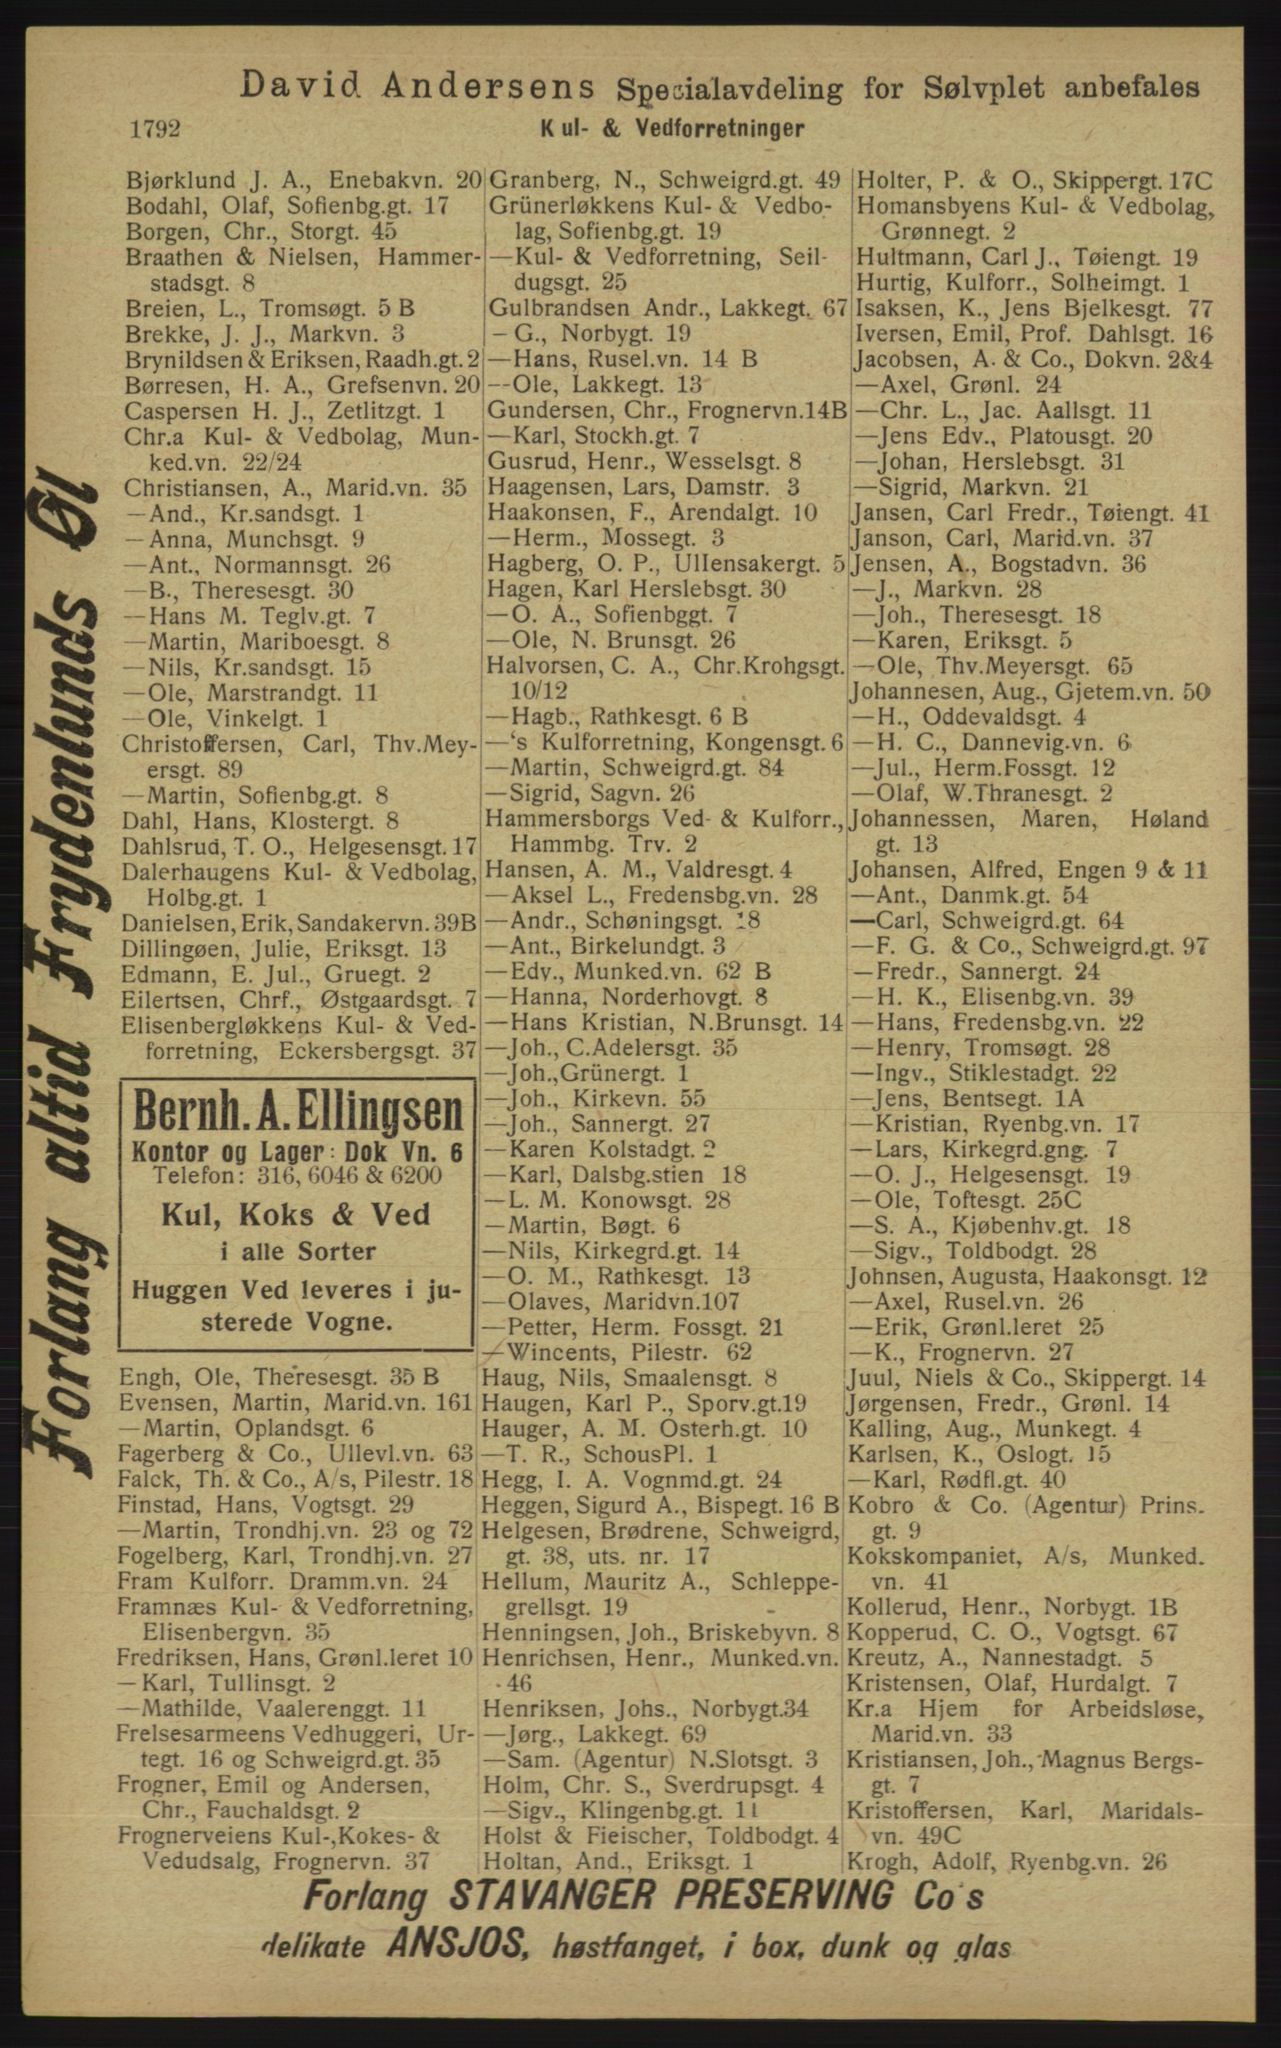 David Andersens Specialavdeling for Sølvplet anbefales
1792
Kul- & Vedforretninger
Bjørklund J. A., Enebakvn. 20
Bodahl, Olaf, Sofienbg.gt. 17
Borgen, Chr., Storgt. 45
Braathen & Nielsen, Hammer-
stadsgt. 8
Breien, L., Tromsøgt. 5 B
Brekke, J. J., Markvn. 3
Brynildsen & Eriksen, Raadh.gt. 2
Børresen, H. A., Grefsenvn. 20
Caspersen H. J., Zetlitzgt. 1
Chr.a Kul- & Vedbolag, Mun-
ked.vn. 22/24
Christiansen, A., Marid.vn. 35
—And., Kr.sandsgt. 1
—Anna, Munchsgt. 9
—Ant., Normannsgt. 26
—B., Theresesgt. 30
—Hans M. Teglv.gt. 7
—Martin, Mariboesgt. 8
—Nils, Kr.sandsgt. 15
—Ole, Marstrandgt. 11
—Ole, Vinkelgt. 1
Christoffersen, Carl, Thv.Mey-
ersgt. 89
—Martin, Sofienbg.gt. 8
Dahl, Hans, Klostergt. 8
Dahlsrud, T. O., Helgesensgt. 17
Dalerhaugens Kul- & Vedbolag,
Holbg.gt. 1
Danielsen, Erik, Sandakervn. 39B
Dillingøen, Julie, Eriksgt. 13
Edmann, E. Jul., Gruegt. 2
Eilertsen, Chrf., Østgaardsgt. 7
Elisenbergløkkens Kul- & Ved-
forretning, Eckersbergsgt. 37
Bernh. A. Ellingsen
Kontor og Lager: Dok Vn. 6
Telefon: 316, 6046 & 6200
Kul, Koks & Ved
i alle Sorter
Huggen Ved leveres i ju-
sterede Vogne.
Engh, Ole, Theresesgt. 35 B
Evensen, Martin, Marid.vn. 161
—Martin, Oplandsgt. 6
Fagerberg & Co., Ullevl.vn. 63
Falck, Th. & Co., A/s, Pilestr. 18
Finstad, Hans, Vogtsgt. 29
—Martin, Trondhj.vn. 23 og 72
Fogelberg, Karl, Trondhj.vn. 27
Fram Kulforr. Dramm.vn. 24
Framnæs Kul- & Vedforretning,
Elisenbergvn. 35
Fredriksen, Hans, Grønl.leret 10
—Karl, Tullinsgt. 2
—Mathilde, Vaalerenggt. 11
Frelsesarmeens Vedhuggeri, Ur-
tegt. 16 og Schweigrd.gt. 35
Frogner, Emil og Andersen,
Chr., Fauchaldsgt. 2
Frognerveiens Kul-,Kokes- &
Vedudsalg, Frognervn. 37
Granberg, N., Schweigrd.gt. 49
Grünerløkkens Kul- & Vedbo-
lag, Sofienbg.gt. 19
—Kul- & Vedforretning, Seil-
dugsgt. 25
Gulbrandsen Andr., Lakkegt. 67
- G., Norbygt. 19
—Hans, Rusel.vn. 14 B
--Ole, Lakkegt. 13
Gundersen, Chr., Frognervn.14B
—Karl, Stockh.gt. 7
Gusrud, Henr., Wesselsgt. 8
Haagensen, Lars, Damstr. 3
Haakonsen, F., Arendalgt. 10
—Herm., Mossegt. 3
Hagberg, O. P., Ullensakergt. 5
Hagen, Karl Herslebsgt. 30
—O. A., Sofienbggt. 7
—Ole, N. Brunsgt. 26
Halvorsen, C. A., Chr.Krohgsgt.
10/12
—Hagb., Rathkesgt. 6 B
—‘s Kulforretning, Kongensgt. 6
—Martin, Schweigrd.gt. 84
—Sigrid, Sagvn. 26
Hammersborgs Ved- & Kulforr.,
Hammbg. Trv. 2
Hansen, A. M., Valdresgt. 4
—Aksel L., Fredensbg.vn. 28
—Andr., Schøningsgt. 18
—Ant., Birkelundgt. 3
—Edv., Munked.vn. 62 B
—Hanna, Norderhovgt. 8
—Hans Kristian, N.Brunsgt. 14
—Joh., C.Adelersgt. 35
—Joh.,Grünergt. 1
—Joh., Kirkevn. 55
—Joh., Sannergt. 27
—Karen Kolstadgt. 2
—Karl, Dalsbg.stien 18
—L. M. Konowsgt. 28
—Martin, Bøgt. 6
—Nils, Kirkegrd.gt. 14
—O. M., Rathkesgt. 13
—Olaves, Maridvn.107
—Petter, Herm. Fossgt. 21
—Wincents, Pilestr. 62
Haug, Nils, Smaalensgt. 8
Haugen, Karl P., Sporv.gt.19
Hauger, A. M. Osterh.gt. 10
—T. R., SchousPl. 1
Hegg, I. A. Vognmd.gt. 24
Heggen, Sigurd A., Bispegt. 16 B
Helgesen, Brødrene, Schweigrd,
gt. 38, uts. nr. 17
Hellum, Mauritz A., Schleppe-
grellsgt. 19
Henningsen, Joh., Briskebyvn. 8
Henrichsen, Henr., Munked.vn.
46
Henriksen, Johs., Norbygt.34
—Jørg., Lakkegt. 69
—Sam. (Agentur) N.Slotsgt. 3
Holm, Chr. S., Sverdrupsgt. 4
—Sigv., Klingenbg.gt. 11
Holst & Fieischer, Toldbodgt. 4
Holtan, And., Eriksgt. 1
Holter, P. & O., Skippergt. 17C
Homansbyens Kul- & Vedbolag,
Grønnegt. 2
Hultmann, Carl J., Tøiengt. 19
Hurtig, Kulforr., Solheimgt. 1
Isaksen, K., Jens Bjelkesgt. 77
Iversen, Emil, Prof. Dahlsgt. 16
Jacobsen, A. & Co., Dokvn. 2&4
—Axel, Grønl. 24
—Chr. L., Jac. Aallsgt. 11
—Jens Edv., Platousgt. 20
—Johan, Herslebsgt. 31
—Sigrid, Markvn. 21
Jansen, Carl Fredr., Tøiengt. 41
Janson, Carl, Marid.vn. 37
Jensen, A., Bogstadvn. 36
—J., Markvn. 28
—Joh., Theresesgt. 18
—Karen, Eriksgt. 5
—Ole, Thv.Meyersgt. 65
Johannesen, Aug., Gjetem.vn. 50
—H., Oddevaldsgt. 4
—H. C., Dannevig.vn. 6
—Jul., Herm.Fossgt. 12
—Olaf, W.Thranesgt. 2
Johannessen, Maren, Høland
gt. 13
Johansen, Alfred, Engen 9 & 11
—Ant., Danmk.gt. 54
—Carl, Schweigrd.gt. 64
—F. G. & Co., Schweigrd.gt. 97
—Fredr., Sannergt. 24
—H. K., Elisenbg.vn. 39
—Hans, Fredensbg.vn. 22
—Henry, Tromsøgt. 28
—Ingv., Stiklestadgt. 22
—Jens, Bentsegt. 1A
—Kristian, Ryenbg.vn. 17
—Lars, Kirkegrd.gng. 7
—O. J., Helgesensgt. 19
—Ole, Toftesgt. 25C
—S. A., Kjøbenhv.gt. 18
—Sigv., Toldbodgt. 28
Johnsen, Augusta, Haakonsgt. 12
—Axel, Rusel.vn. 26
—Erik, Grønl.leret 25
—K., Frognervn. 27
Juul, Niels & Co., Skippergt. 14
Jørgensen, Fredr., Grønl. 14
Kalling, Aug., Munkegt. 4
Karlsen, K., Oslogt. 15
—Karl, Rødfl.gt. 40
Kobro & Co. (Agentur) Prins.
gt. 9
Kokskompaniet, A/s, Munked.
vn. 41
Kollerud, Henr., Norbygt. 1B
Kopperud, C. O., Vogtsgt. 67
Kreutz, A., Nannestadgt. 5
Kristensen, Olaf, Hurdalgt. 7
Kr.a Hjem for Arbeidsløse,
Marid.vn. 33
Kristiansen, Joh., Magnus Bergs-
gt. 7
Kristoffersen, Karl, Maridals-
vn. 49C
Krogh, Adolf, Ryenbg.vn. 26
Forlang altid Frydenlunds Øl
Forlang STAVANGER PRESERVING Co's
delikate ANSJOS, høstfanget, i box, dunk og glas